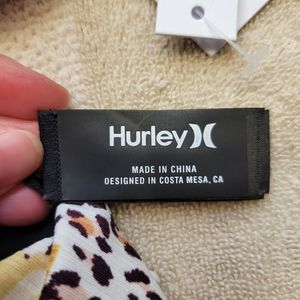 Hurley
MADE IN CHINA
DESIGNED IN COSTA MESA, CA